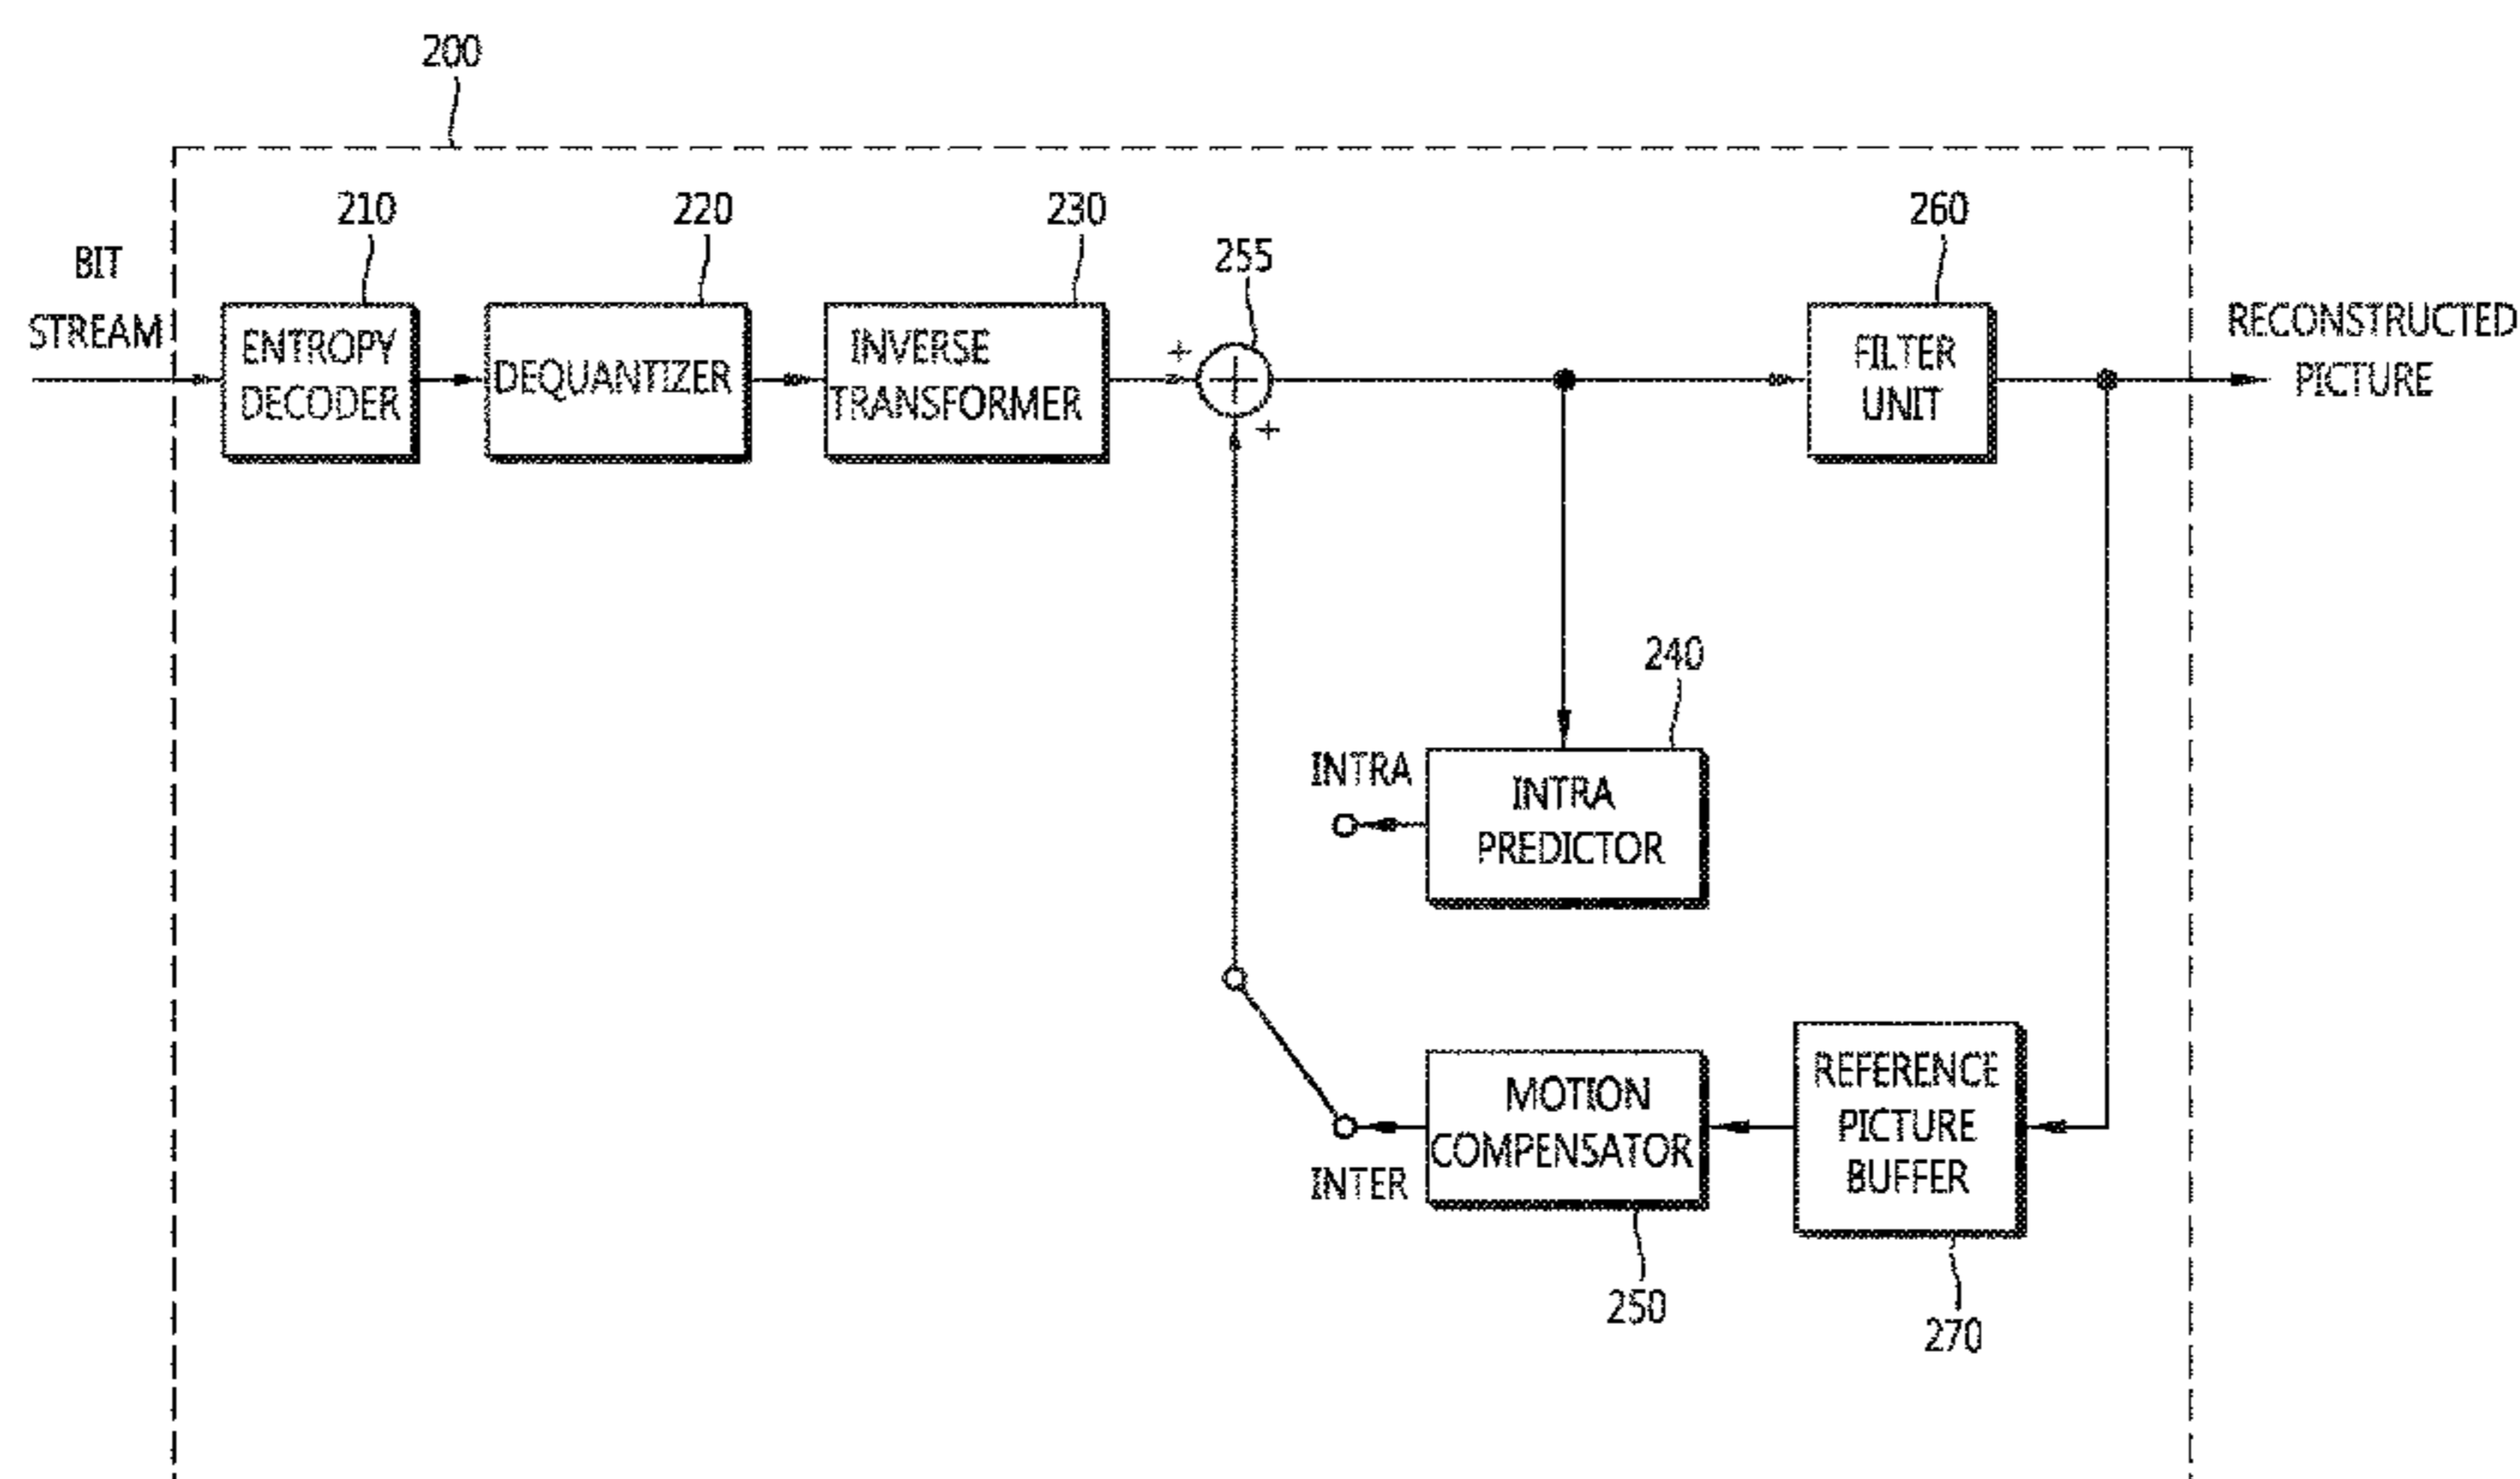 200
210
220
230
255
260
BIT
STREAM
ENTROPY
DECODER
DEQUANTIZER
INVERSE
TRANSFORMER
+
+
FILTER
UNIT
RECONSTRUCTED
PICTURE
240
INTRA
INTRA
PREDICTOR
MOTION
COMPENSATOR
INTER
REFERENCE
PICTURE
BUFFER
250
270